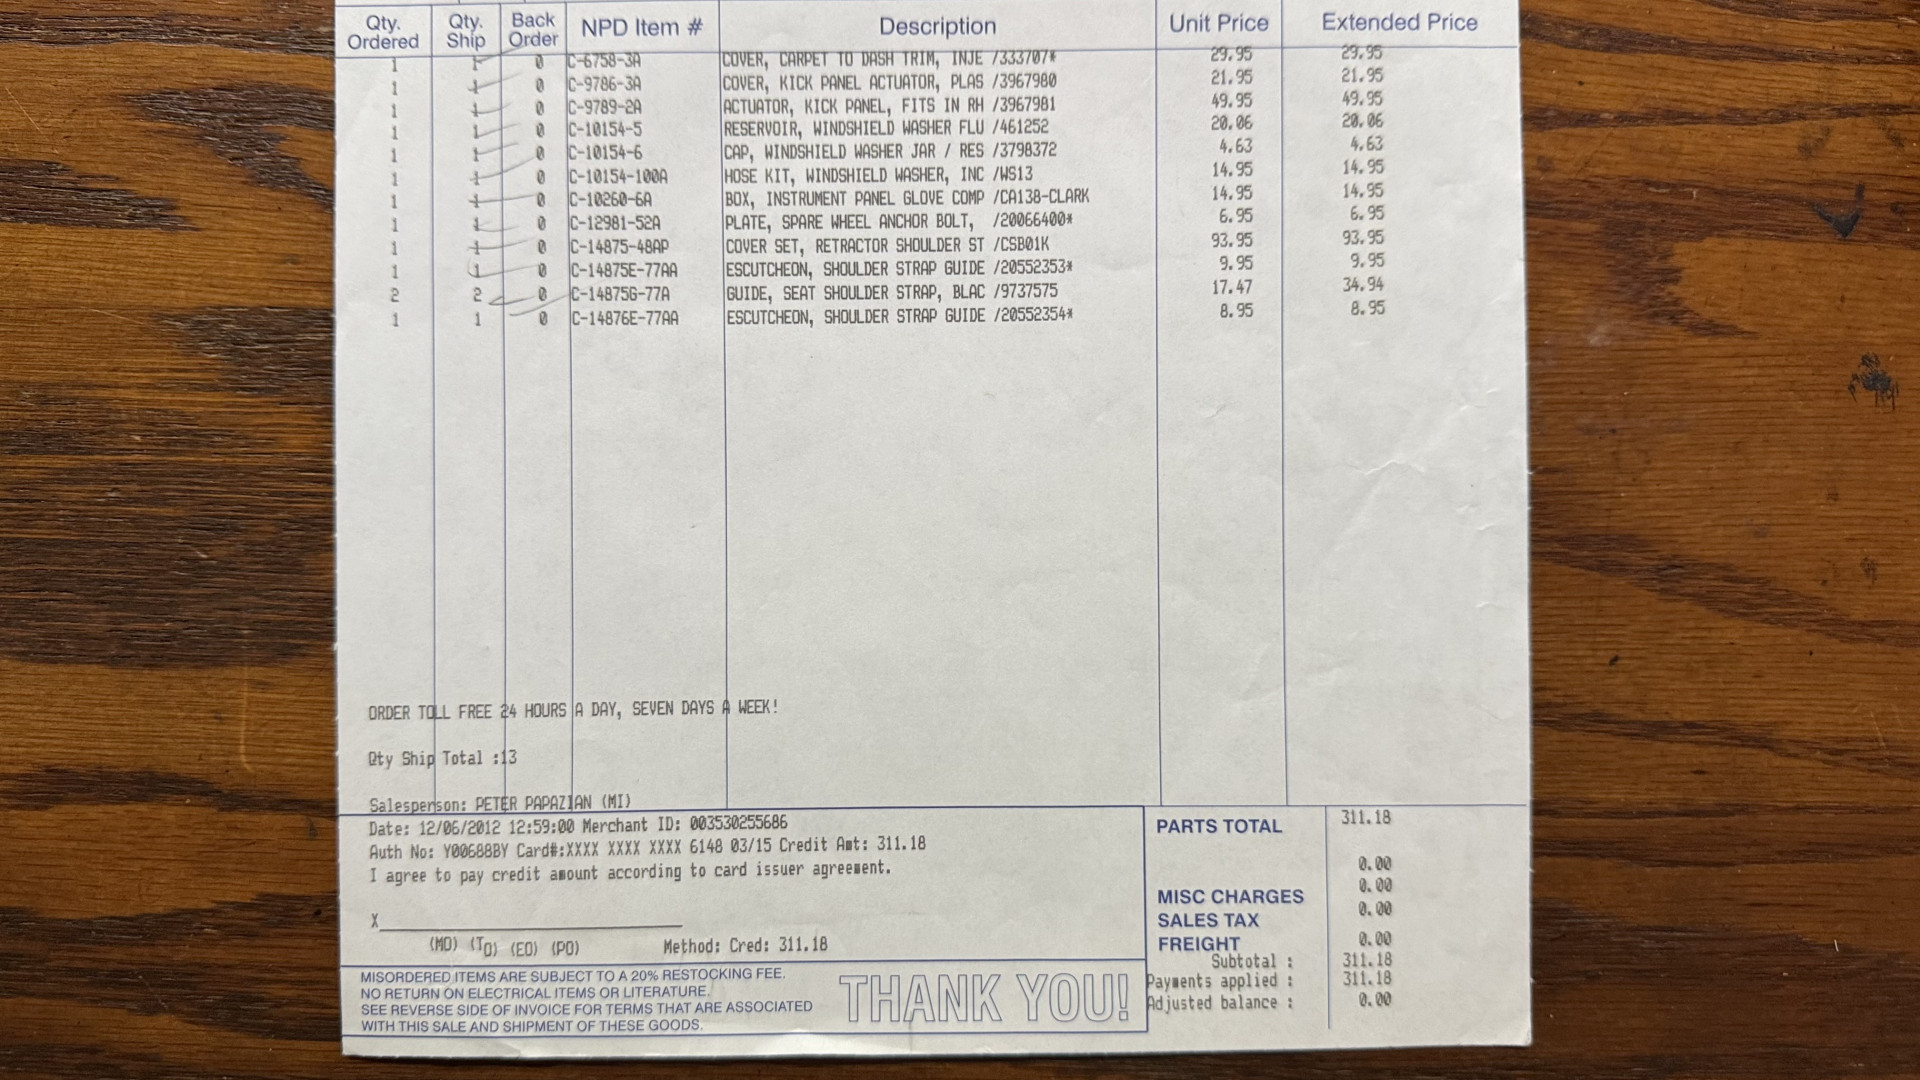 Qty. Ordered Qty. Ship Back Order NPD Item # Description Unit Price Extended Price
1 1 0 C-6758-3A COVER, CARPET TO DASH TRIM, INJE /333707* 29.95 29.95
1 1 0 C-9786-3A COVER, KICK PANEL ACTUATOR, PLAS /3967980 21.95 21.95
1 1 0 C-9789-2A ACTUATOR, KICK PANEL, FITS IN RH /3967981 49.95 49.95
1 1 0 C-10154-5 RESERVOIR, WINDSHIELD WASHER FLU /461252 20.06 20.06
1 1 0 C-10154-6 CAP, WINDSHIELD WASHER JAR / RES /3798372 4.63 4.63
1 1 0 C-10154-100A HOSE KIT, WINDSHIELD WASHER, INC /WS13 14.95 14.95
1 1 0 C-10260-6A BOX, INSTRUMENT PANEL GLOVE COMP /CA138-CLARK 14.95 14.95
1 1 0 C-12981-52A PLATE, SPARE WHEEL ANCHOR BOLT, /20066400* 6.95 6.95
1 1 0 C-14875-48AP COVER SET, RETRACTOR SHOULDER ST /CSB01K 93.95 93.95
1 1 0 C-14875E-77AA ESCUTCHEON, SHOULDER STRAP GUIDE /20552353* 9.95 9.95
2 2 0 C-14875G-77A GUIDE, SEAT SHOULDER STRAP, BLAC /9737575 17.47 34.94
1 1 0 C-14876E-77AA ESCUTCHEON, SHOULDER STRAP GUIDE /20552354* 8.95 8.95
ORDER TOLL FREE 24 HOURS A DAY, SEVEN DAYS A WEEK!
Qty Ship Total :13
Salesperson: PETER PAPAZIAN (MI)
Date: 12/06/2012 12:59:00 Merchant ID: 003530255686
Auth No: Y00688BY Card#:XXXX XXXX XXXX 6148 03/15 Credit Amt: 311.18
I agree to pay credit amount according to card issuer agreement.
X
(MO) (TO) (EO) (PO) Method: Cred: 311.18
MISORDERED ITEMS ARE SUBJECT TO A 20% RESTOCKING FEE.
NO RETURN ON ELECTRICAL ITEMS OR LITERATURE.
SEE REVERSE SIDE OF INVOICE FOR TERMS THAT ARE ASSOCIATED
WITH THIS SALE AND SHIPMENT OF THESE GOODS.
THANK YOU!
PARTS TOTAL 311.18
0.00
MISC CHARGES 0.00
SALES TAX 0.00
FREIGHT 0.00
Subtotal : 311.18
Payments applied : 311.18
Adjusted balance : 0.00